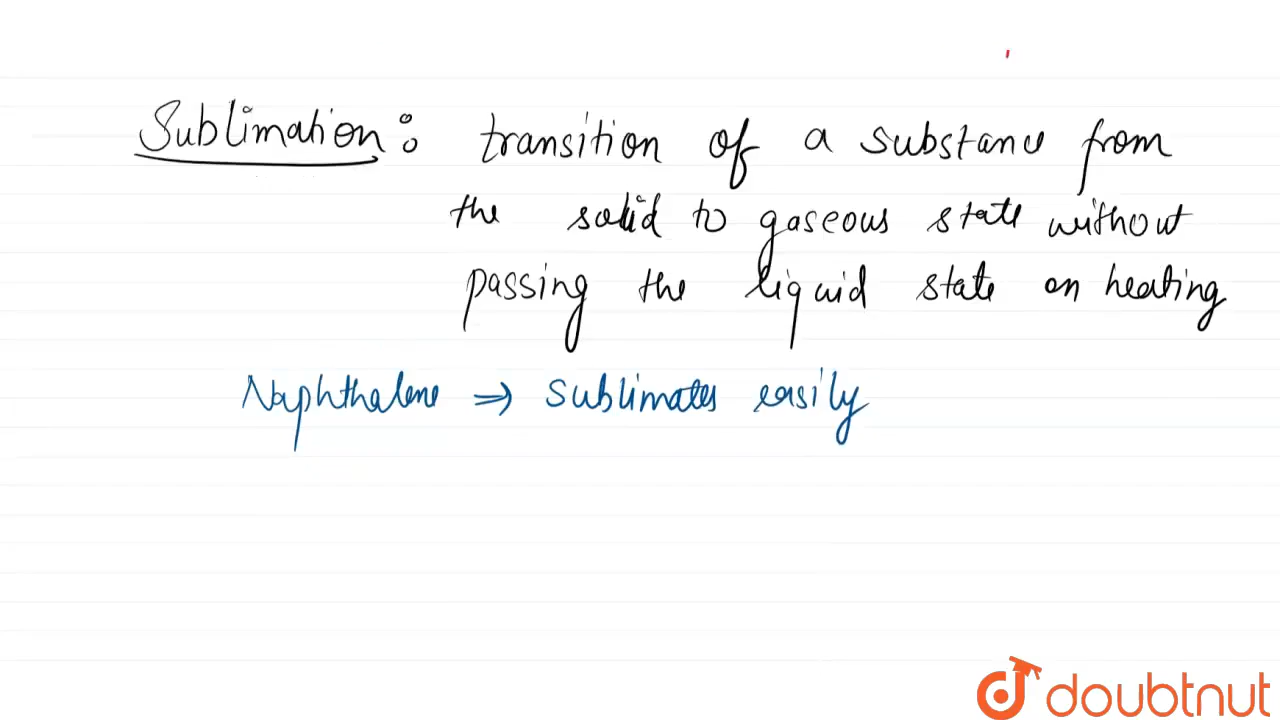 Sublimation: transition of a substance from
the solid to gaseous state without
passing the liquid state on heating
Naphthalene ⇒ sublimates easily
doubtnut